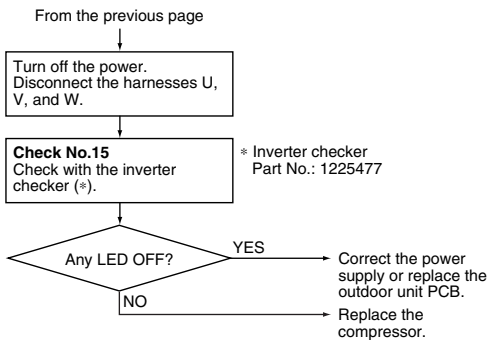 From the previous page
Turn off the power.
Disconnect the harnesses U,
V, and W.
Check No.15
Check with the inverter
checker (*).
* Inverter checker
Part No.: 1225477
Any LED OFF?
YES
Correct the power
supply or replace the
outdoor unit PCB.
NO
Replace the
compressor.